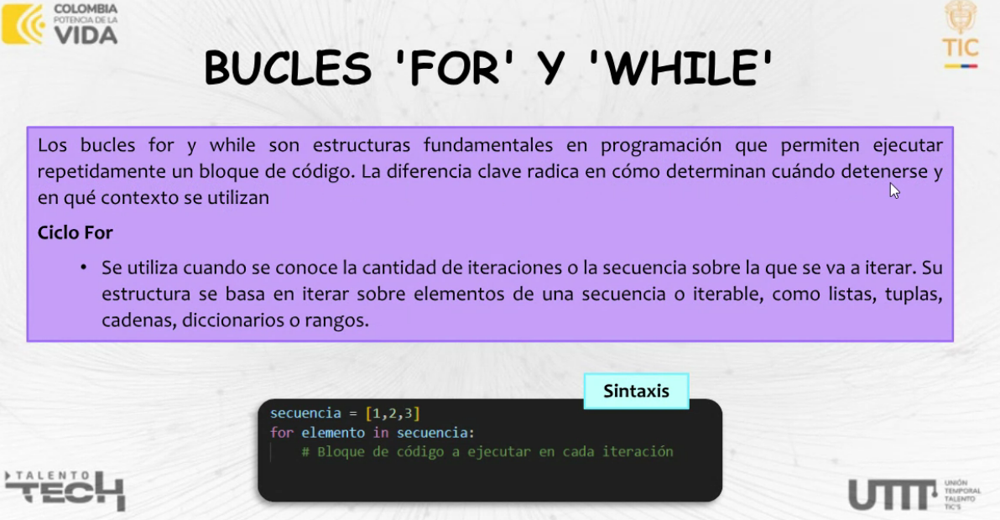 COLOMBIA
POTENCIA DE LA
VIDA
TIC
BUCLES 'FOR' Y 'WHILE'
Los bucles for y while son estructuras fundamentales en programación que permiten ejecutar
repetidamente un bloque de código. La diferencia clave radica en cómo determinan cuándo detenerse y
en qué contexto se utilizan
Ciclo For
• Se utiliza cuando se conoce la cantidad de iteraciones o la secuencia sobre la que se va a iterar. Su
estructura se basa en iterar sobre elementos de una secuencia o iterable, como listas, tuplas,
cadenas, diccionarios o rangos.
Sintaxis
secuencia = [1,2,3]
for elemento in secuencia:
# Bloque de código a ejecutar en cada iteración
TALENTO
TECH
UTTT
UNIÓN
TEMPORAL
TALENTO
TIC'S